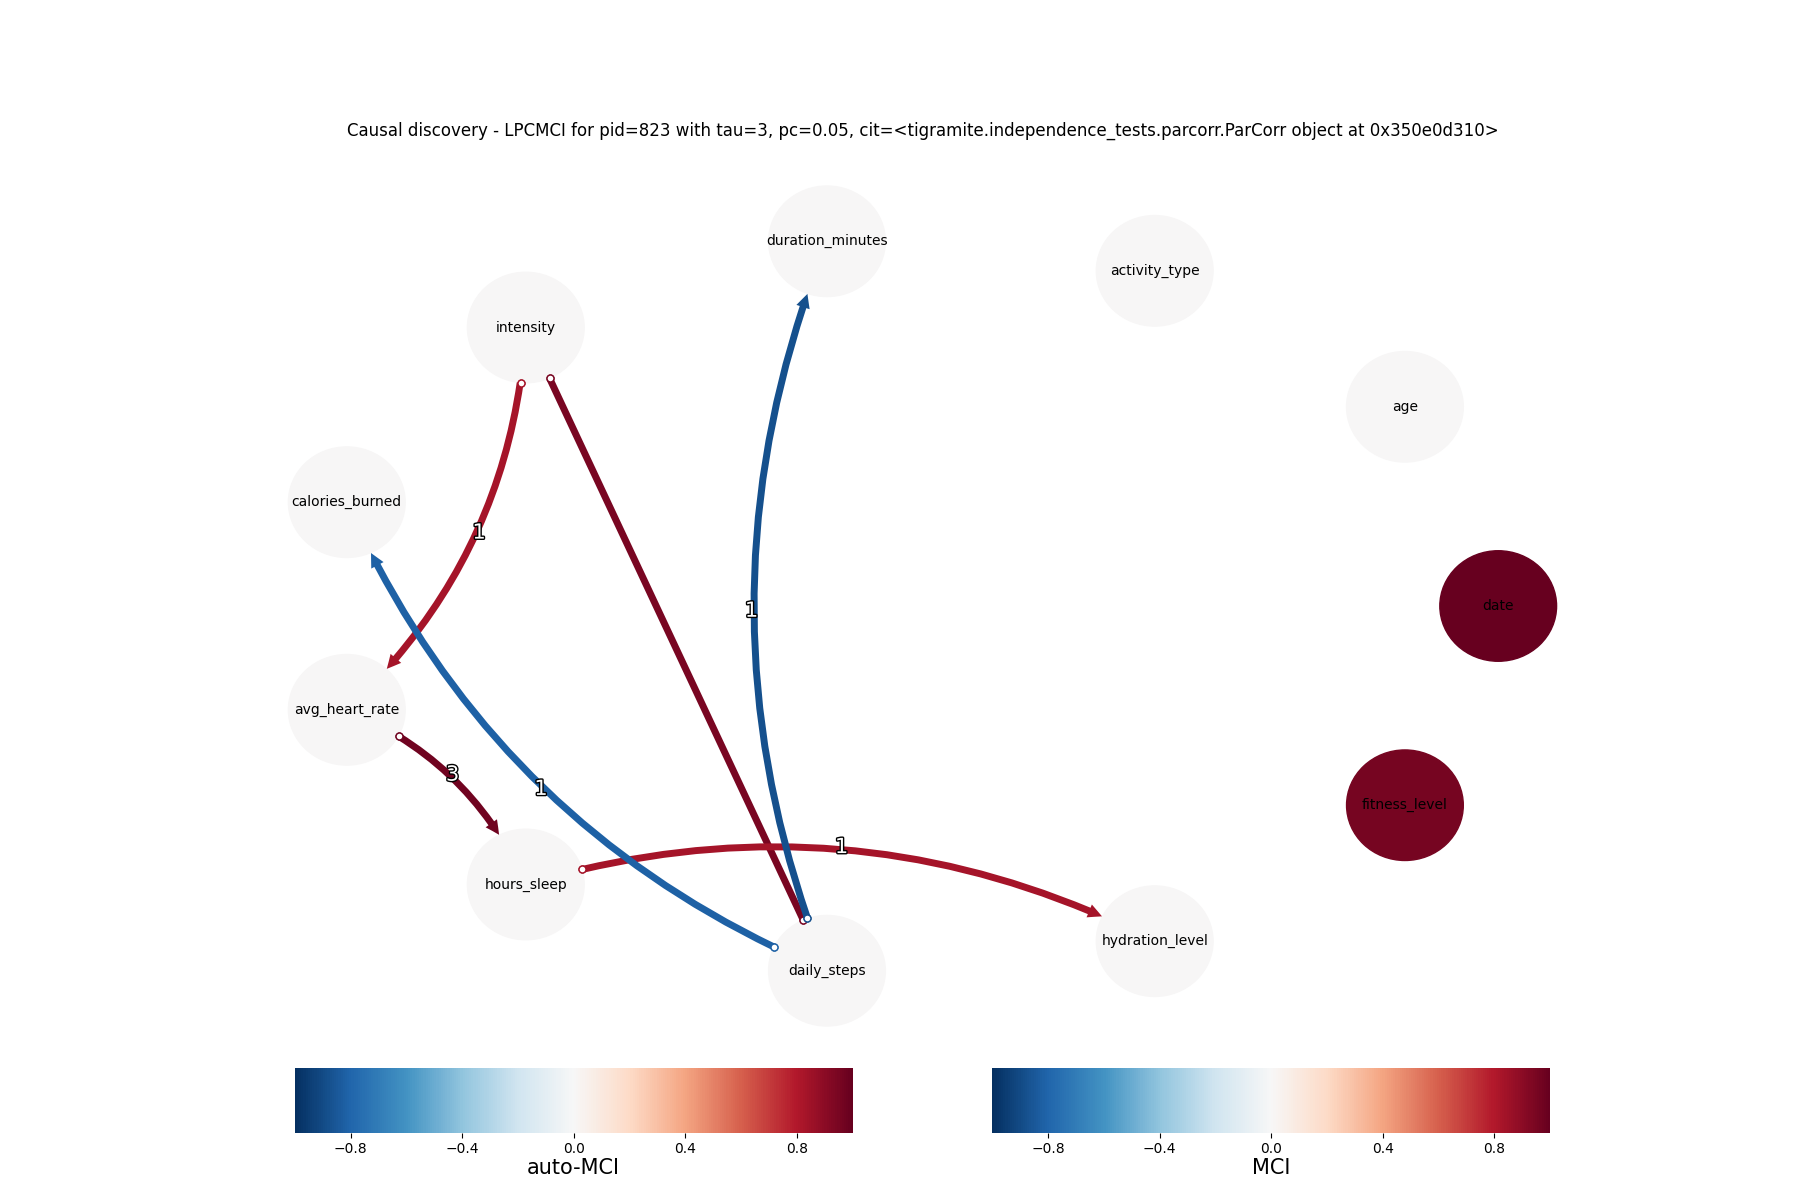 Causal discovery - LPCMCI for pid=823 with tau=3, pc=0.05, cit=<tigramite.independence_tests.parcorr.ParCorr object at 0x350e0d310>
duration_minutes
activity_type
intensity
age
calories_burned
1
date
1
avg_heart_rate
3
1
fitness_level
1
hours_sleep
hydration_level
daily_steps
−0.8 −0.4 0.0 0.4 0.8
auto-MCI
−0.8 −0.4 0.0 0.4 0.8
MCI